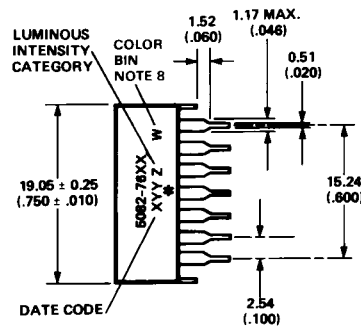 LUMINOUS
INTENSITY
CATEGORY
COLOR
BIN
NOTE 8
1.52
(.060)
1.17 MAX.
(.046)
0.51
(.020)
W
5082-76XX
XYY Z
*
19.05 ± 0.25
(.750 ± .010)
15.24
(.600)
2.54
(.100)
DATE CODE